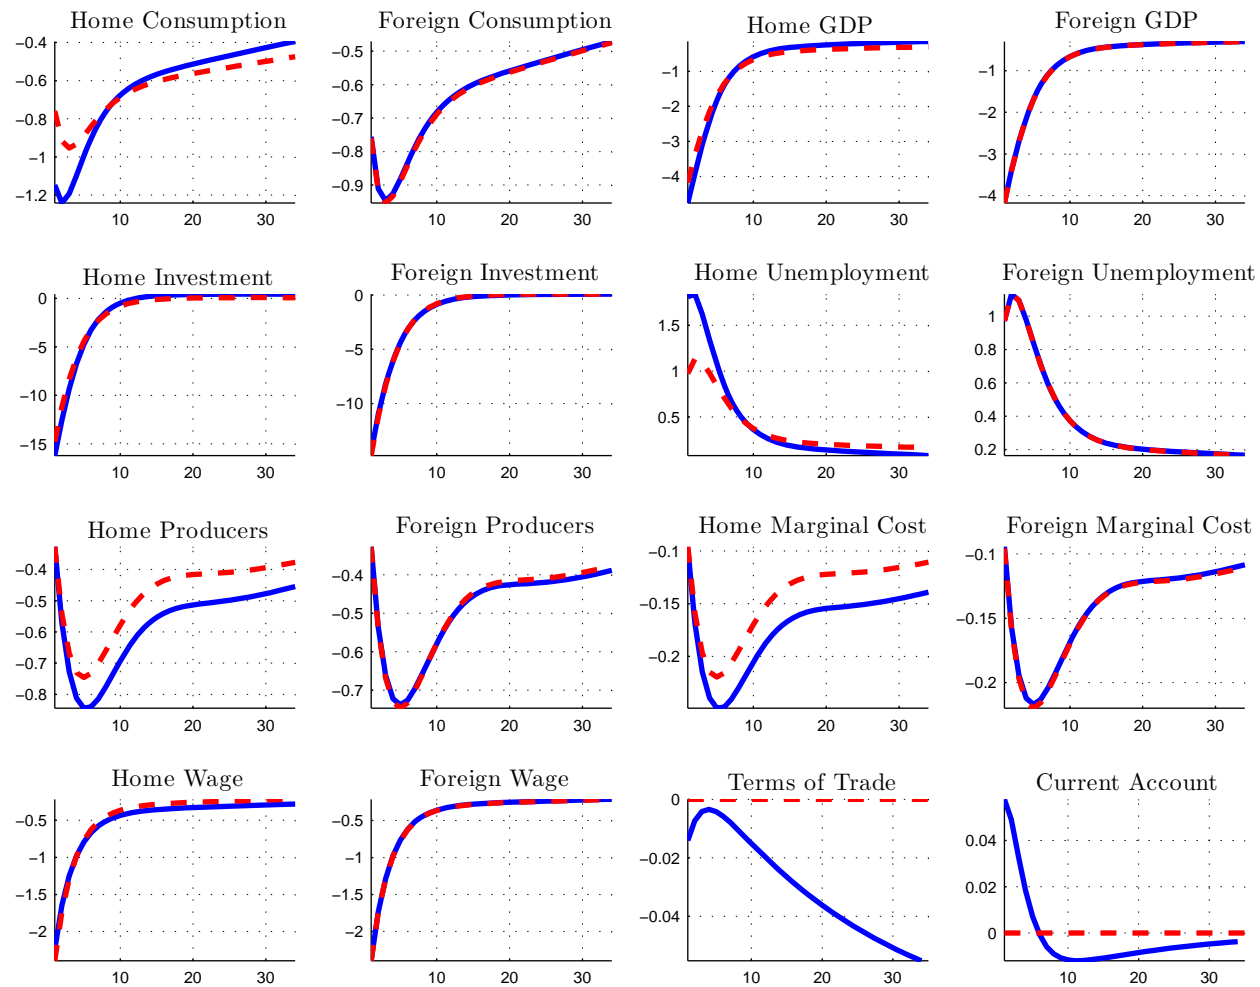 Home Consumption
−0.4
−0.6
−0.8
−1
−1.2
10 20 30
Foreign Consumption
−0.5
−0.6
−0.7
−0.8
−0.9
10 20 30
Home GDP
−1
−2
−3
−4
10 20 30
Foreign GDP
−1
−2
−3
−4
10 20 30
Home Investment
0
−5
−10
−15
10 20 30
Foreign Investment
0
−5
−10
10 20 30
Home Unemployment
1.5
1
0.5
10 20 30
Foreign Unemployment
1
0.8
0.6
0.4
0.2
10 20 30
Home Producers
−0.4
−0.5
−0.6
−0.7
−0.8
10 20 30
Foreign Producers
−0.4
−0.5
−0.6
−0.7
10 20 30
Home Marginal Cost
−0.1
−0.15
−0.2
10 20 30
Foreign Marginal Cost
−0.1
−0.15
−0.2
10 20 30
Home Wage
−0.5
−1
−1.5
−2
10 20 30
Foreign Wage
−0.5
−1
−1.5
−2
10 20 30
Terms of Trade
0
−0.02
−0.04
10 20 30
Current Account
0.04
0.02
0
10 20 30